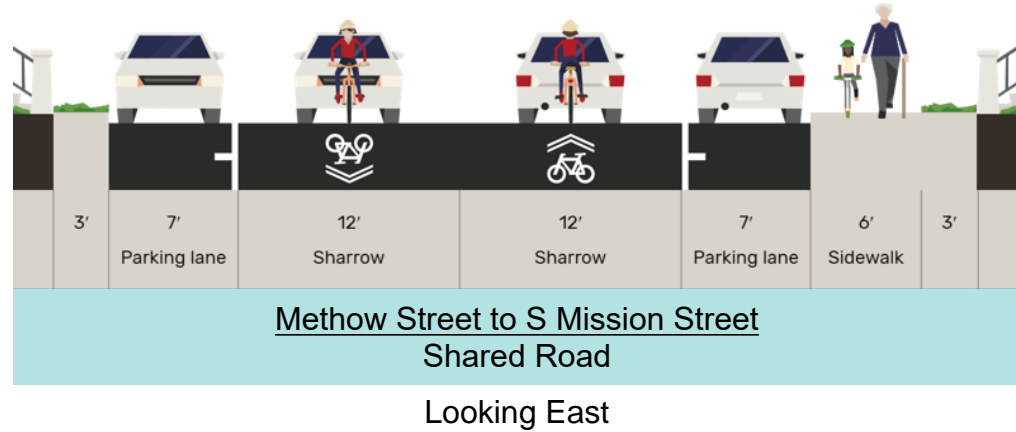 3′ 7′ 12′ 12′ 7′ 6′ 3′
Parking lane Sharrow Sharrow Parking lane Sidewalk
Methow Street to S Mission Street
Shared Road
Looking East